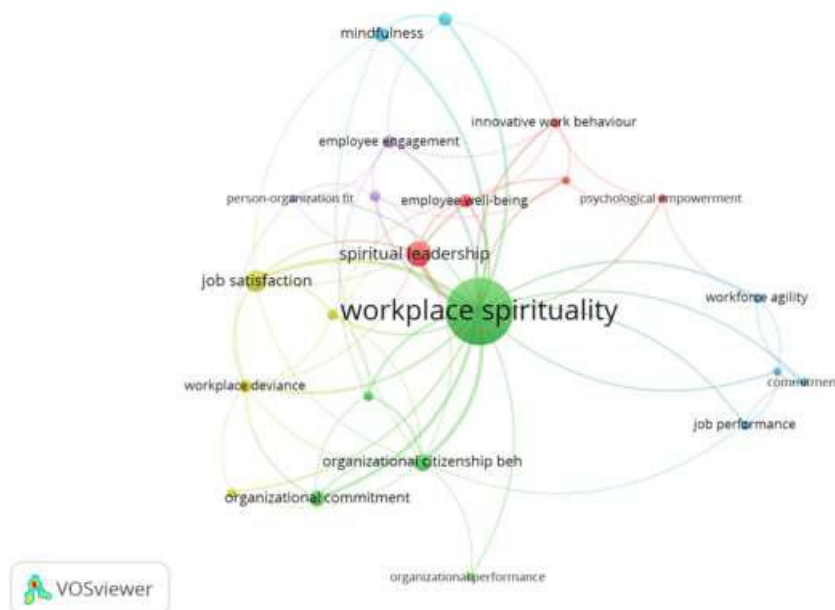 mindfulness
innovative work behaviour
employee engagement
person-organization fit
employee well-being
psychological empowerment
spiritual leadership
job satisfaction
workplace spirituality
workforce agility
workplace deviance
commitment
job performance
organizational citizenship beh
organizational commitment
organizational performance
VOSviewer